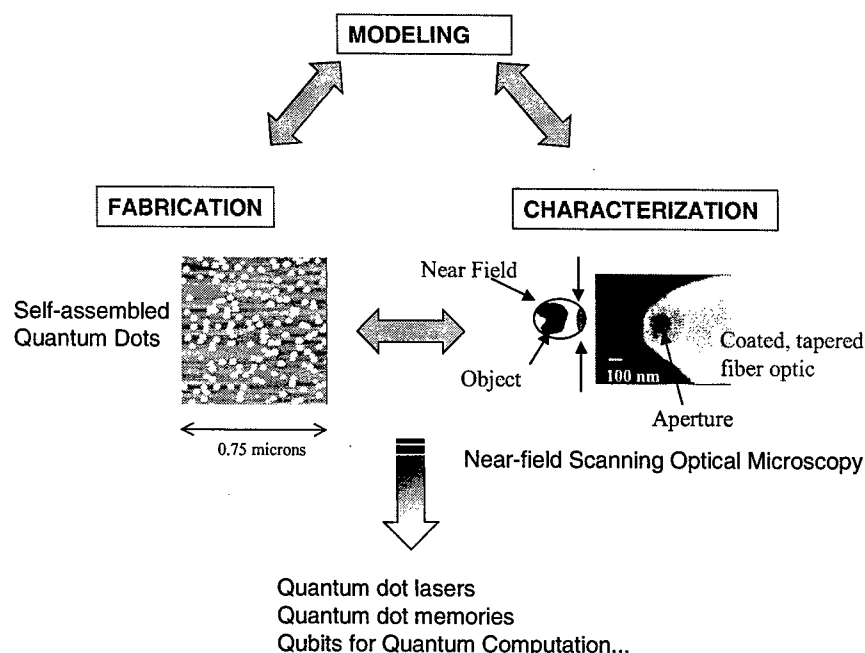 MODELING
FABRICATION
CHARACTERIZATION
Near Field
Self-assembled
Quantum Dots
Object
Coated, tapered
fiber optic
100 nm
Aperture
0.75 microns
Near-field Scanning Optical Microscopy
Quantum dot lasers
Quantum dot memories
Qubits for Quantum Computation...